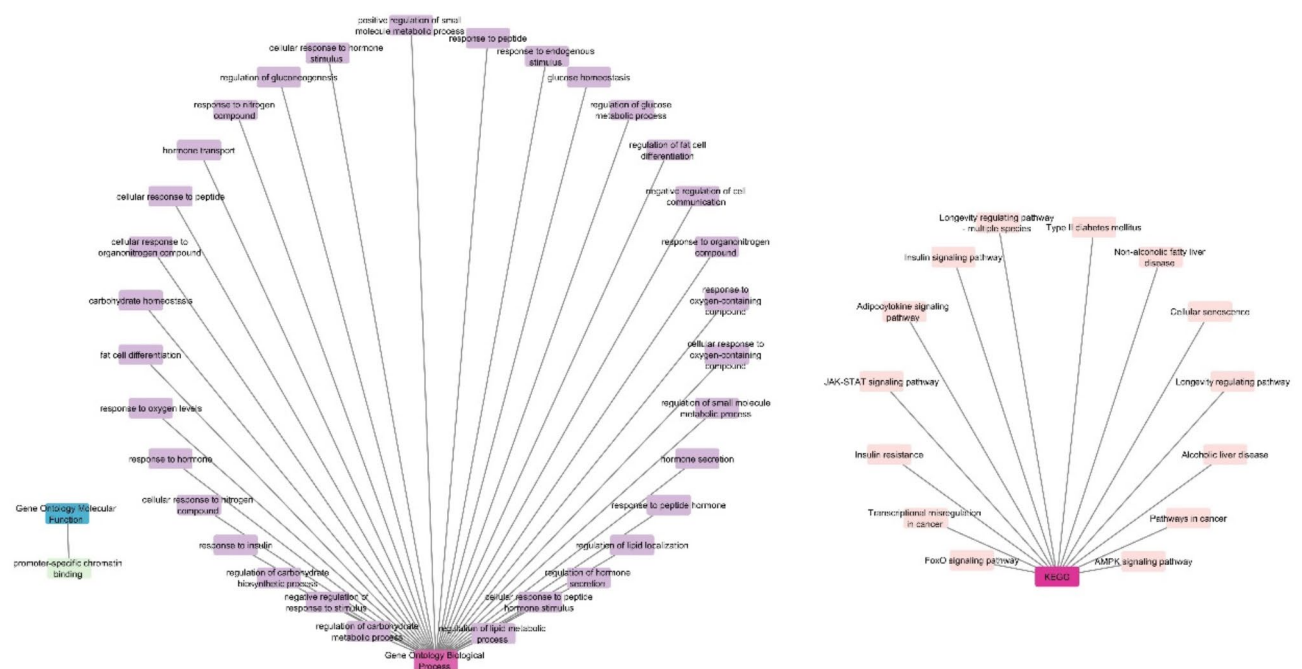 positive regulation of small
molecule metabolic process
response to peptide
cellular response to hormone
stimulus
response to endogenous
stimulus
regulation of gluconeogenesis
glucose homeostasis
response to nitrogen
compound
regulation of glucose
metabolic process
hormone transport
regulation of fat cell
differentiation
cellular response to peptide
negative regulation of cell
communication
cellular response to
organonitrogen compound
response to organonitrogen
compound
carbohydrate homeostasis
response to
oxygen-containing
compound
fat cell differentiation
cellular response to
oxygen-containing
compound
response to oxygen levels
regulation of small molecule
metabolic process
response to hormone
hormone secretion
cellular response to nitrogen
compound
response to peptide hormone
response to insulin
regulation of lipid localization
regulation of carbohydrate
biosynthetic process
regulation of hormone
secretion
negative regulation of
response to stimulus
cellular response to peptide
hormone stimulus
regulation of carbohydrate
metabolic process
regulation of lipid metabolic
process
Gene Ontology Biological
Process
Gene Ontology Molecular
Function
promoter-specific chromatin
binding
Longevity regulating pathway
- multiple species
Type II diabetes mellitus
Insulin signaling pathway
Non-alcoholic fatty liver
disease
Adipocytokine signaling
pathway
Cellular senescence
JAK-STAT signaling pathway
Longevity regulating pathway
Insulin resistance
Alcoholic liver disease
Transcriptional misregulation
in cancer
Pathways in cancer
FoxO signaling pathway
AMPK signaling pathway
KEGG